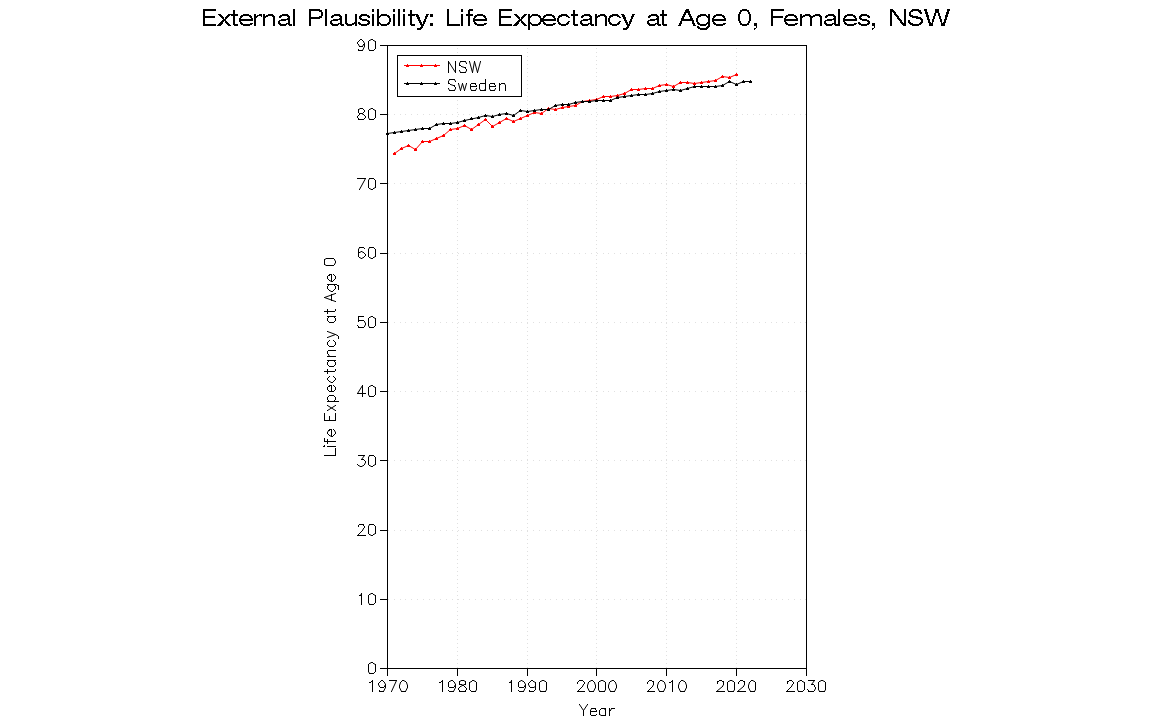 External Plausibility: Life Expectancy at Age 0, Females, NSW
90
NSW
Sweden
80
70
60
50
40
30
20
10
0
Life Expectancy at Age 0
1970 1980 1990 2000 2010 2020 2030
Year